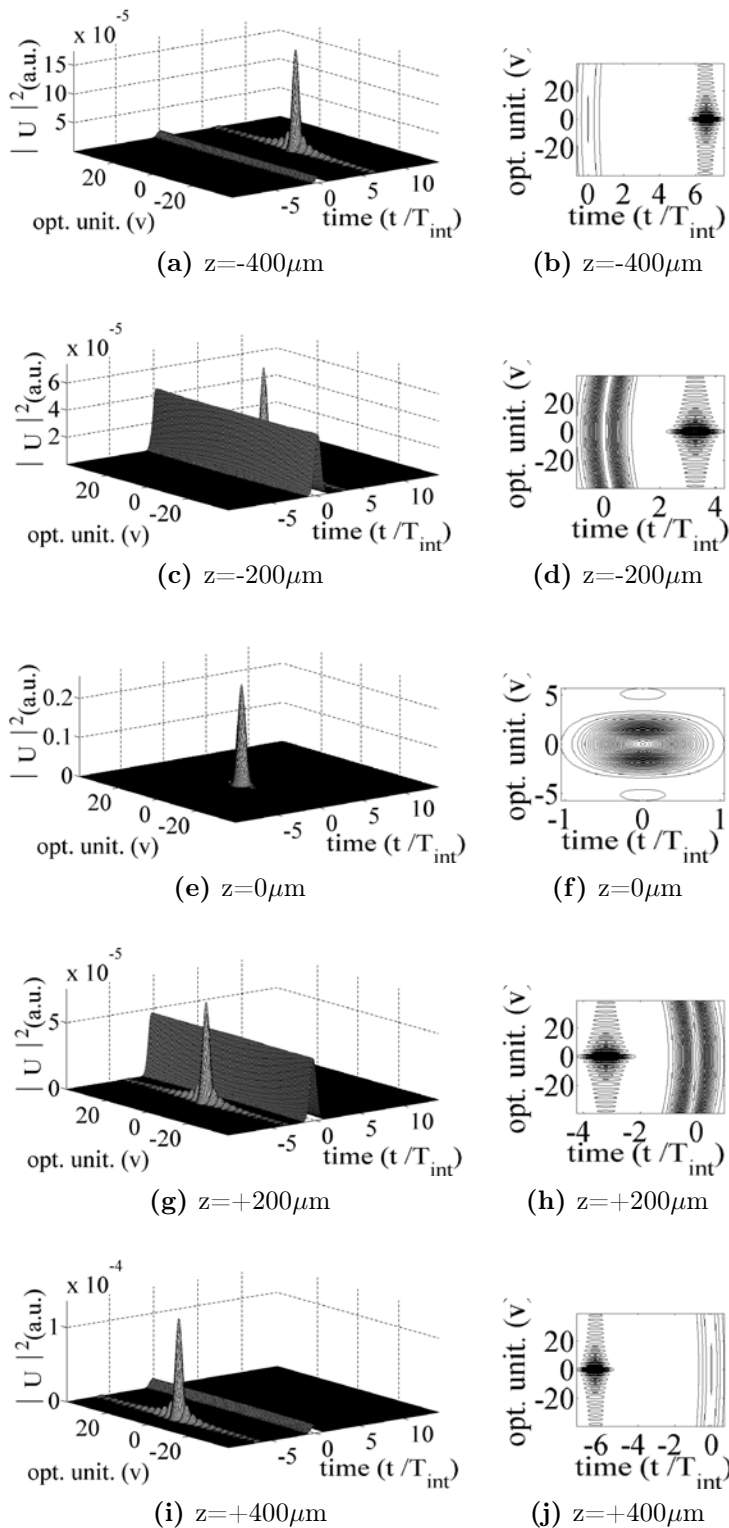 x 10⁻⁵
15
10
5
| U |²(a.u.)
20
0
-20
opt. unit. (v)
-5
0
5
10
time (t /T_int)
(a) z=-400μm
opt. unit. (v)
20
0
-20
0
2
4
6
time (t/T_int)
(b) z=-400μm
x 10⁻⁵
6
4
2
| U |²(a.u.)
20
0
-20
opt. unit. (v)
-5
0
5
10
time (t /T_int)
(c) z=-200μm
opt. unit. (v)
20
0
-20
0
2
4
time (t /T_int)
(d) z=-200μm
0.2
0.1
0
| U |²(a.u.)
20
0
-20
opt. unit. (v)
-5
0
5
10
time (t /T_int)
(e) z=0μm
opt. unit. (v)
5
0
-5
-1
0
1
time (t/T_int)
(f) z=0μm
x 10⁻⁵
5
0
| U |²(a.u.)
20
0
-20
opt. unit. (v)
-5
0
5
10
time (t /T_int)
(g) z=+200μm
opt. unit. (v)
20
0
-20
-4
-2
0
time (t /T_int)
(h) z=+200μm
x 10⁻⁴
1
0
| U |²(a.u.)
20
0
-20
opt. unit. (v)
-5
0
5
10
time (t /T_int)
(i) z=+400μm
opt. unit. (v)
20
0
-20
-6
-4
-2
0
time (t/T_int)
(j) z=+400μm